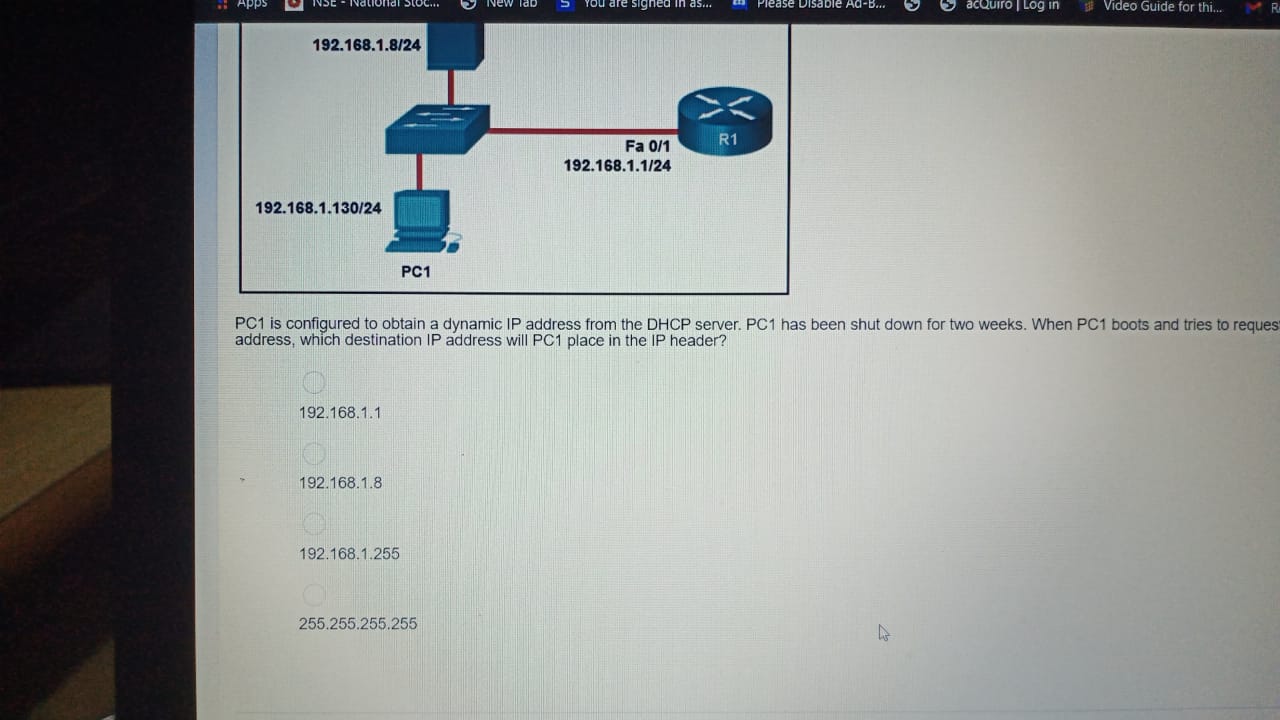 Apps NSE - National Stoc... New Tab S You are signed in as... Please Disable Ad-B... acQuiro | Log in Video Guide for thi...
192.168.1.8/24
R1
Fa 0/1
192.168.1.1/24
192.168.1.130/24
PC1
PC1 is configured to obtain a dynamic IP address from the DHCP server. PC1 has been shut down for two weeks. When PC1 boots and tries to reques
address, which destination IP address will PC1 place in the IP header?
192.168.1.1
192.168.1.8
192.168.1.255
255.255.255.255